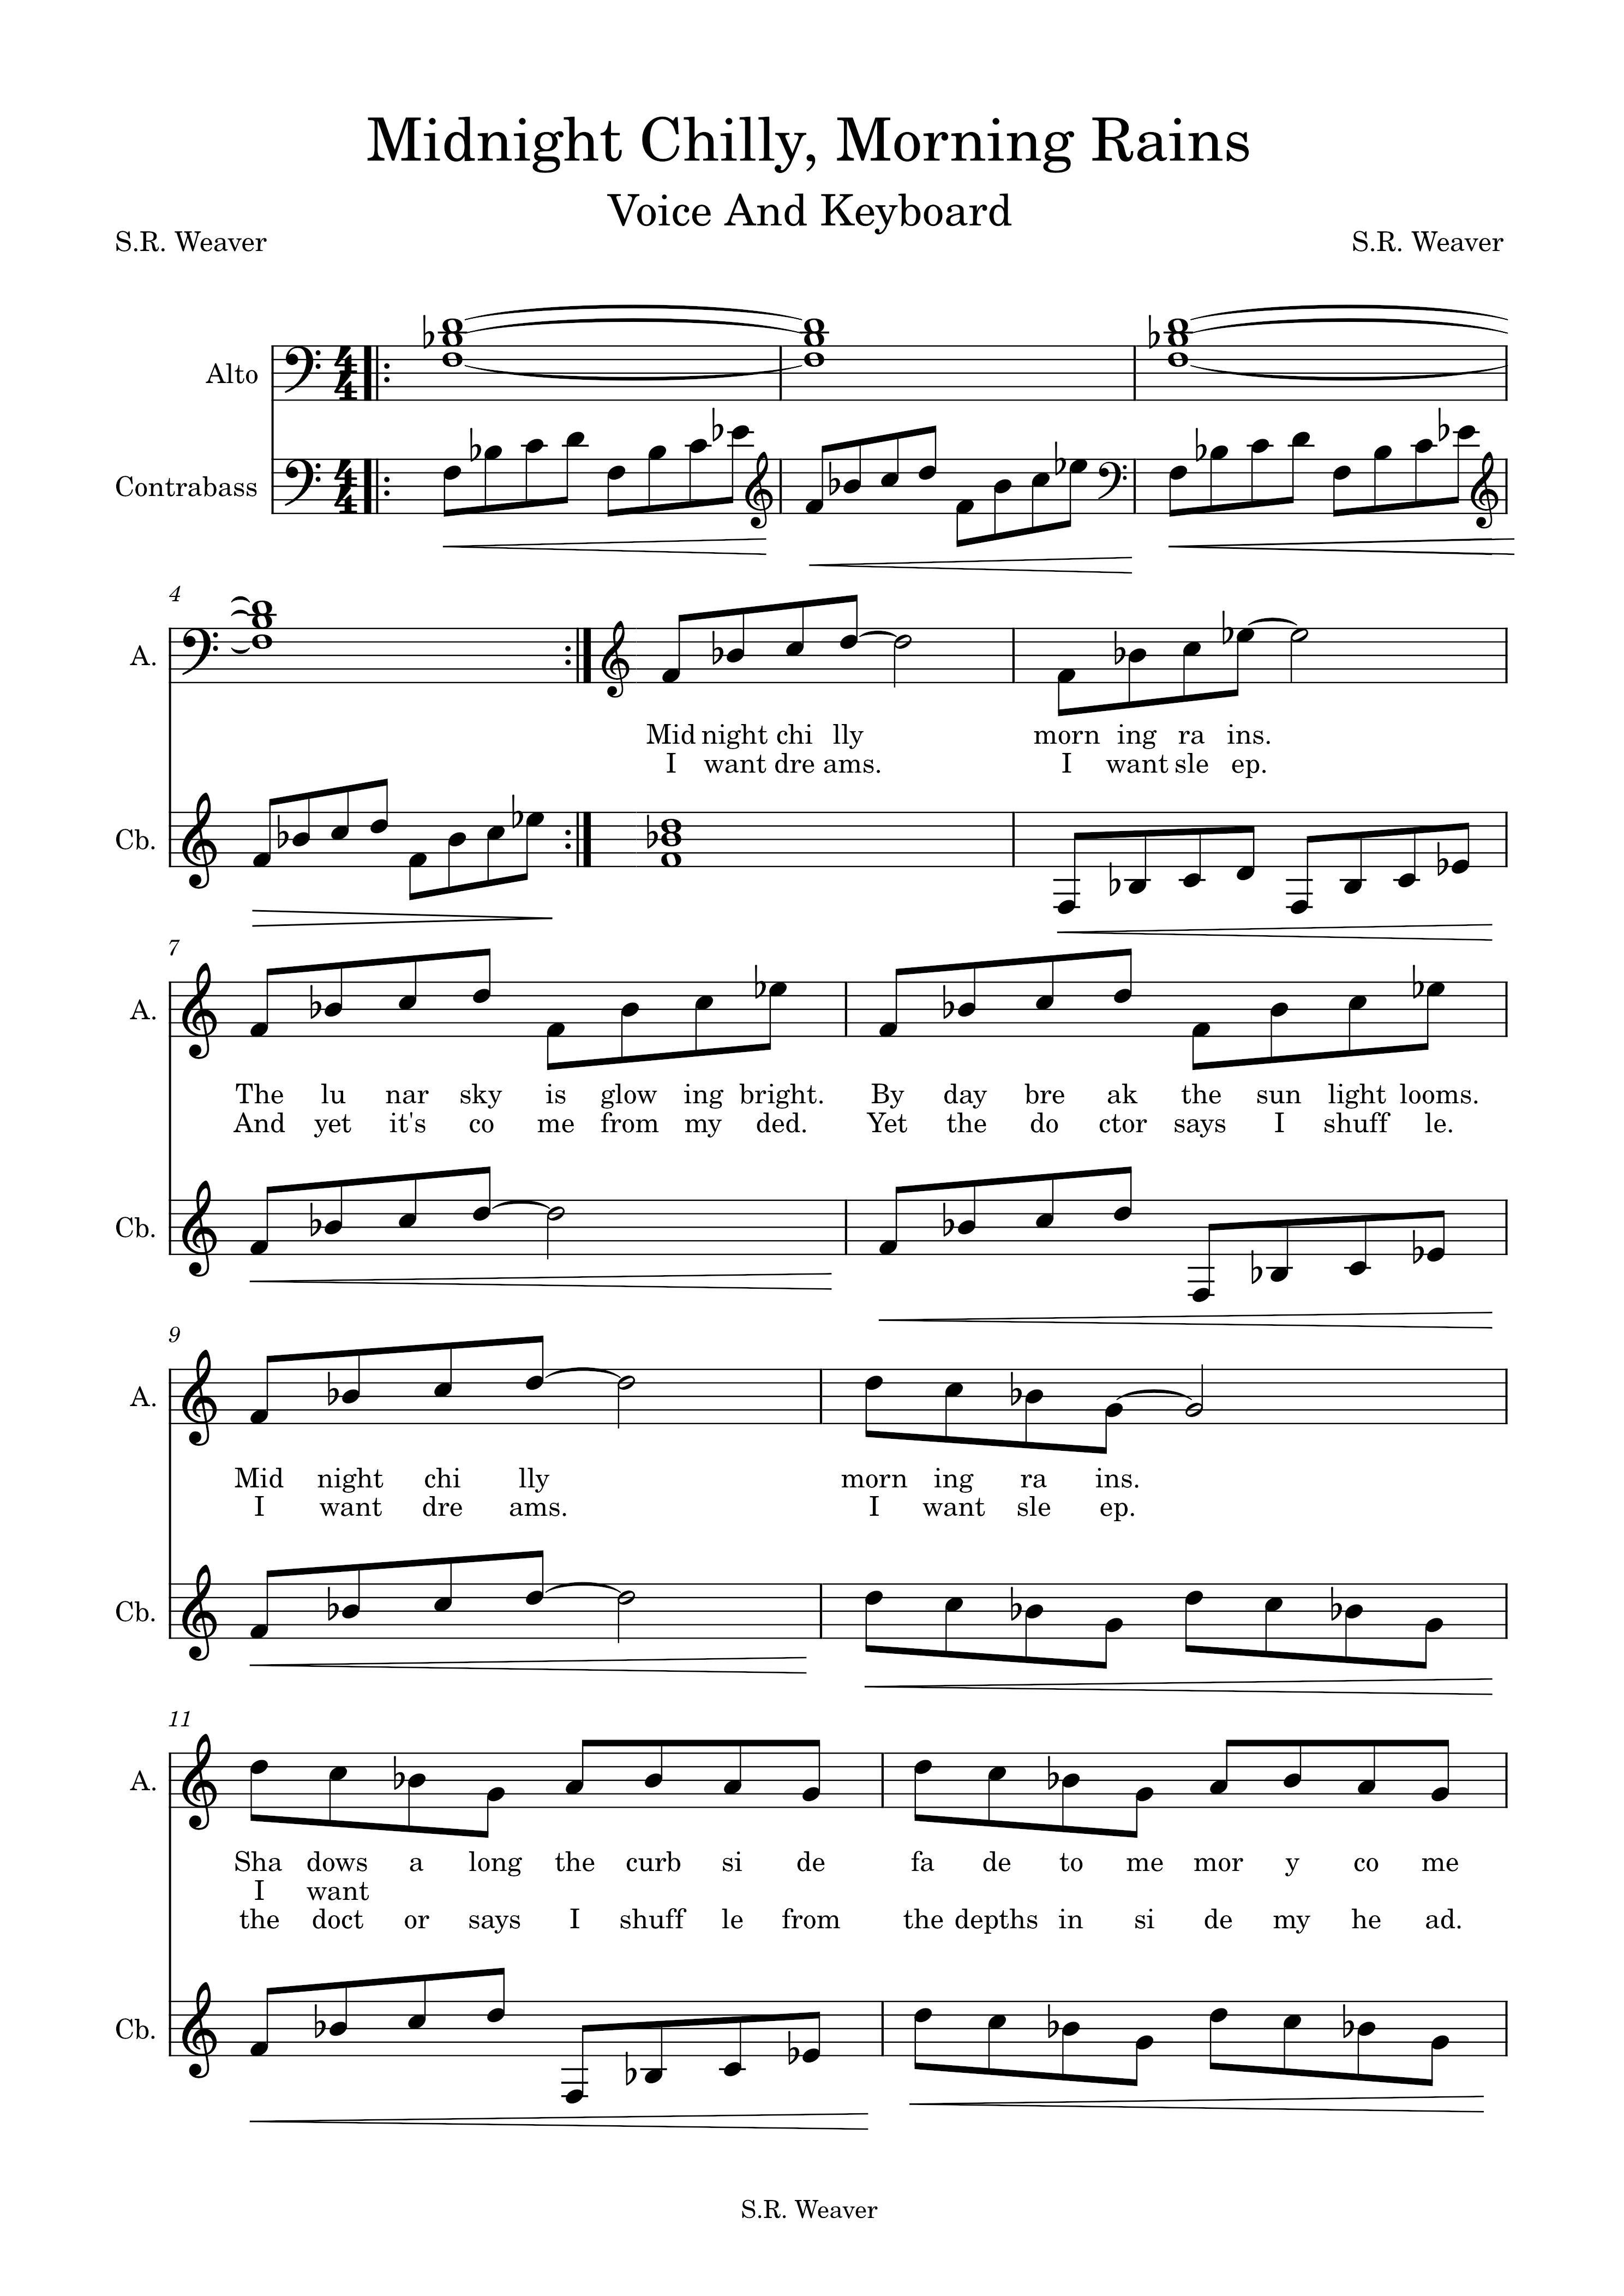 Midnight Chilly, Morning Rains
Voice And Keyboard
S.R. Weaver
S.R. Weaver
Alto
Contrabass
4
A.
Mid night chi lly morn ing ra ins.
I want dre ams. I want sle ep.
Cb.
7
A.
The lu nar sky is glow ing bright. By day bre ak the sun light looms.
And yet it's co me from my ded. Yet the do ctor says I shuff le.
Cb.
9
A.
Mid night chi lly morn ing ra ins.
I want dre ams. I want sle ep.
Cb.
11
A.
Sha dows a long the curb si de fa de to me mor y co me
I want
the doct or says I shuff le from the depths in si de my he ad.
Cb.
S.R. Weaver